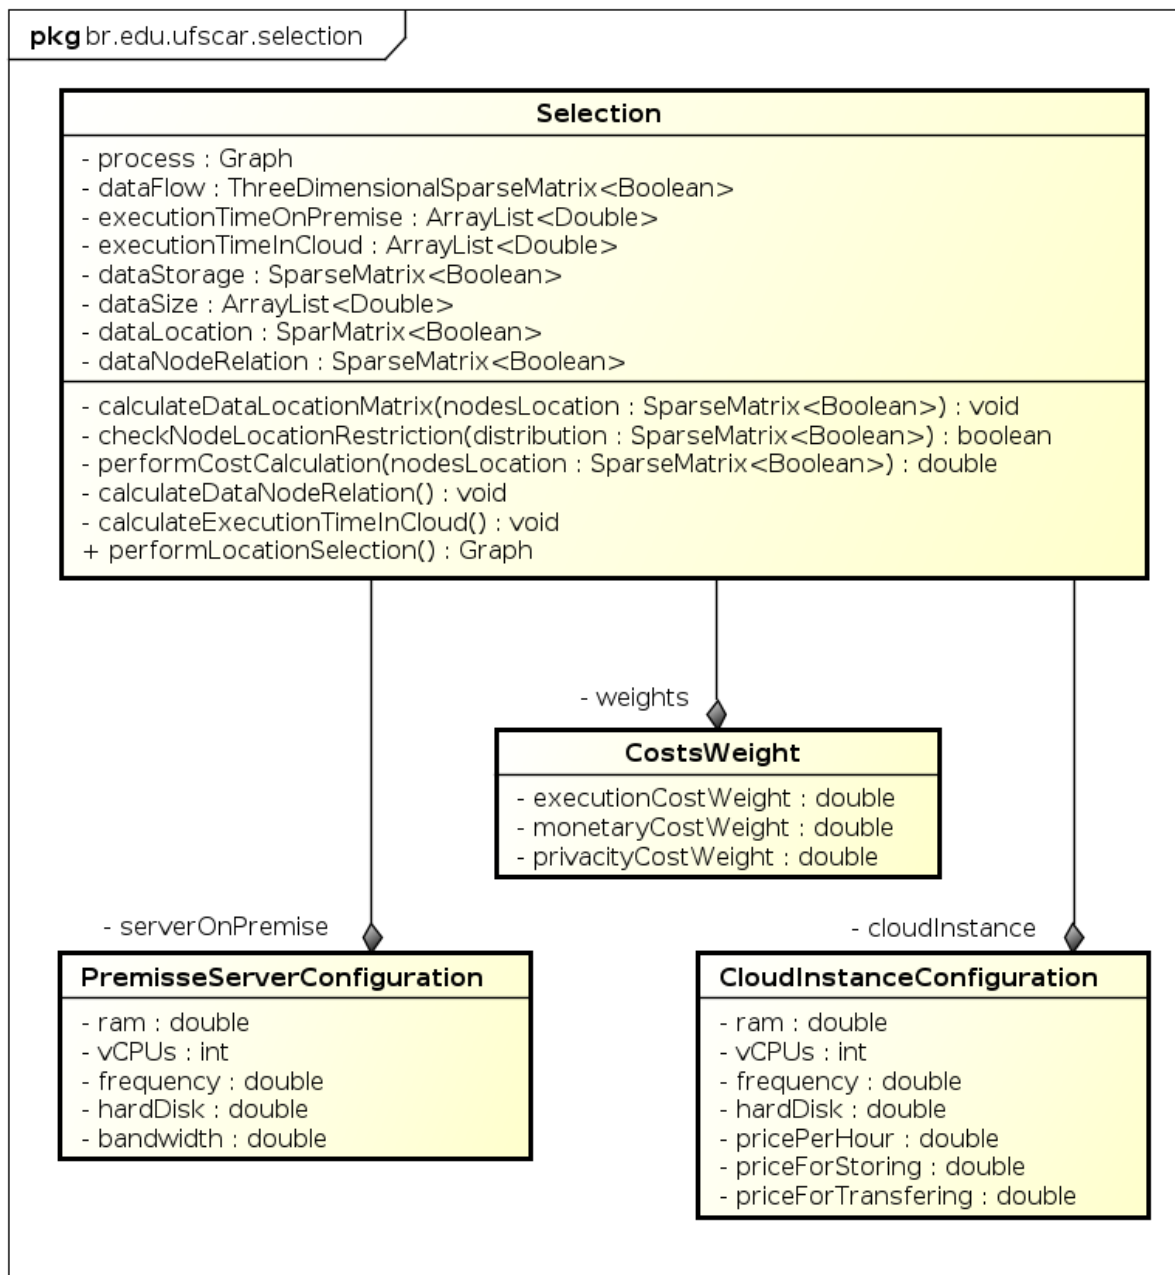 pkg br.edu.ufscar.selection
Selection
- process : Graph
- dataFlow : ThreeDimensionalSparseMatrix<Boolean>
- executionTimeOnPremise : ArrayList<Double>
- executionTimeInCloud : ArrayList<Double>
- dataStorage : SparseMatrix<Boolean>
- dataSize : ArrayList<Double>
- dataLocation : SparMatrix<Boolean>
- dataNodeRelation : SparseMatrix<Boolean>
- calculateDataLocationMatrix(nodesLocation : SparseMatrix<Boolean>) : void
- checkNodeLocationRestriction(distribution : SparseMatrix<Boolean>) : boolean
- performCostCalculation(nodesLocation : SparseMatrix<Boolean>) : double
- calculateDataNodeRelation() : void
- calculateExecutionTimeInCloud() : void
+ performLocationSelection() : Graph
- weights
CostsWeight
- executionCostWeight : double
- monetaryCostWeight : double
- privacityCostWeight : double
- serverOnPremise
PremisseServerConfiguration
- ram : double
- vCPUs : int
- frequency : double
- hardDisk : double
- bandwidth : double
- cloudInstance
CloudInstanceConfiguration
- ram : double
- vCPUs : int
- frequency : double
- hardDisk : double
- pricePerHour : double
- priceForStoring : double
- priceForTransfering : double